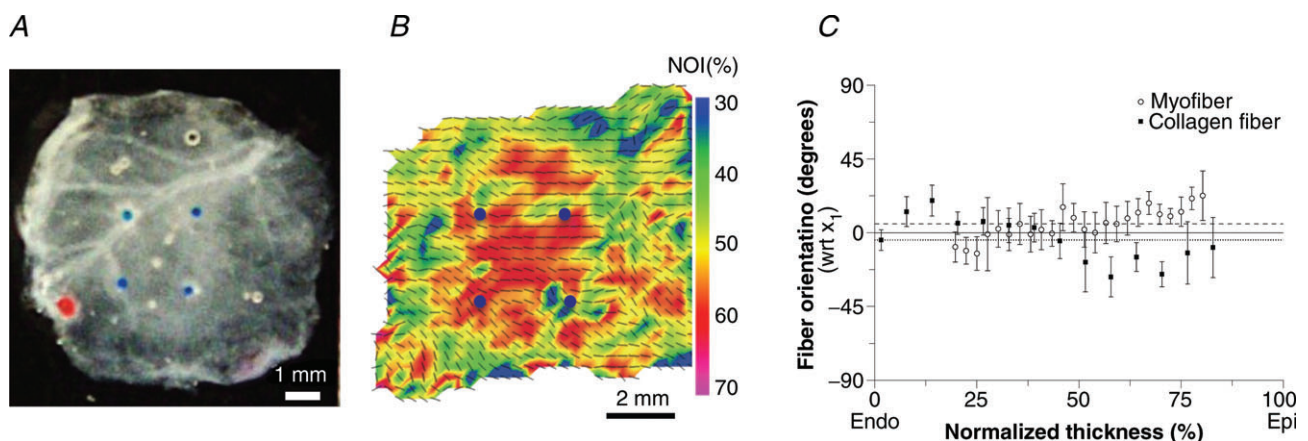 A
1 mm
B
NOI(%)
30
40
50
60
70
2 mm
C
90
45
0
−45
−90
Fiber orientatino (degrees)
(wrt x1)
Myofiber
Collagen fiber
0
25
50
75
100
Endo
Epi
Normalized thickness (%)